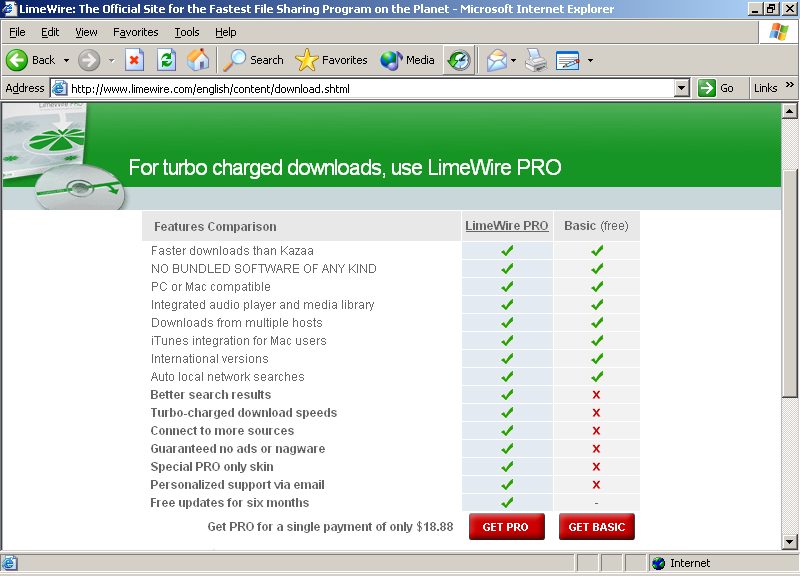 LimeWire: The Official Site for the Fastest File Sharing Program on the Planet - Microsoft Internet Explorer
File Edit View Favorites Tools Help
Back Search Favorites Media
Address http://www.limewire.com/english/content/download.shtml Go Links »
LimeWire PRO
For turbo charged downloads, use LimeWire PRO
Features Comparison LimeWire PRO Basic (free)
Faster downloads than Kazaa
NO BUNDLED SOFTWARE OF ANY KIND
PC or Mac compatible
Integrated audio player and media library
Downloads from multiple hosts
iTunes integration for Mac users
International versions
Auto local network searches
Better search results x
Turbo-charged download speeds x
Connect to more sources x
Guaranteed no ads or nagware x
Special PRO only skin x
Personalized support via email x
Free updates for six months -
Get PRO for a single payment of only $18.88 GET PRO GET BASIC
Internet